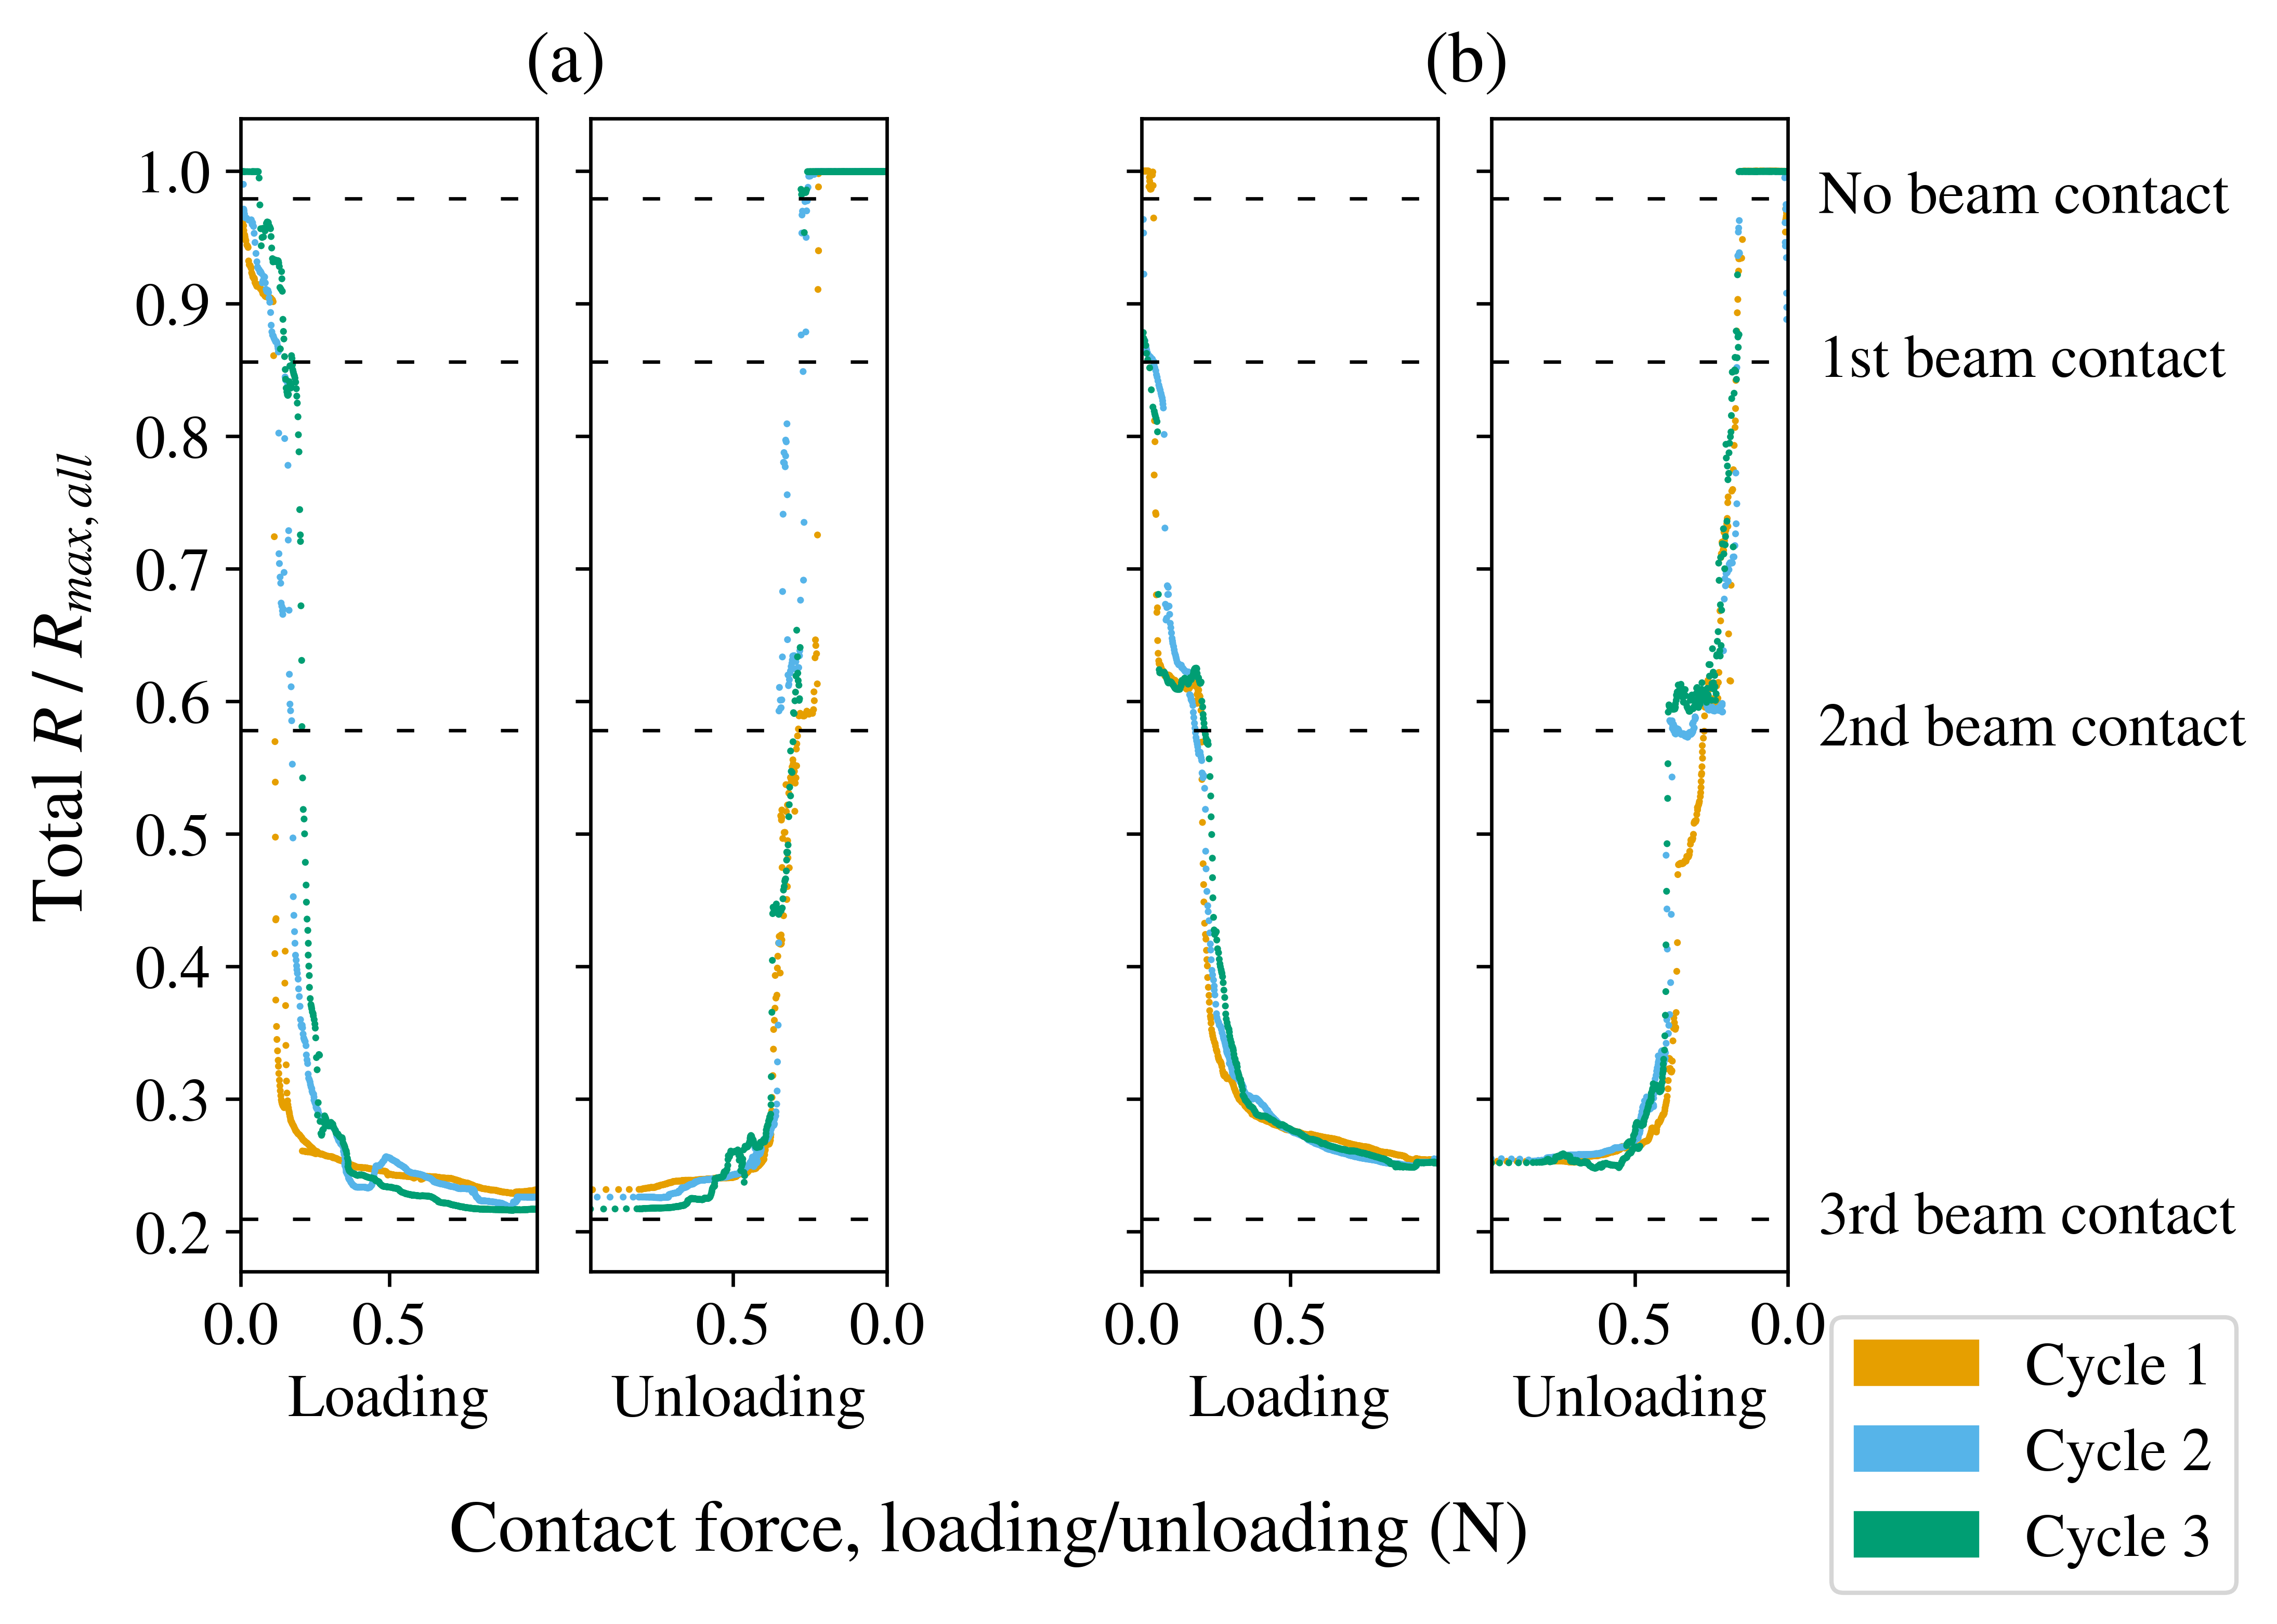 (a)
(b)
Total R / R_max, all
1.0
0.9
0.8
0.7
0.6
0.5
0.4
0.3
0.2
No beam contact
1st beam contact
2nd beam contact
3rd beam contact
0.0 0.5
0.5 0.0
0.0 0.5
0.5 0.0
Loading
Unloading
Loading
Unloading
Contact force, loading/unloading (N)
Cycle 1
Cycle 2
Cycle 3